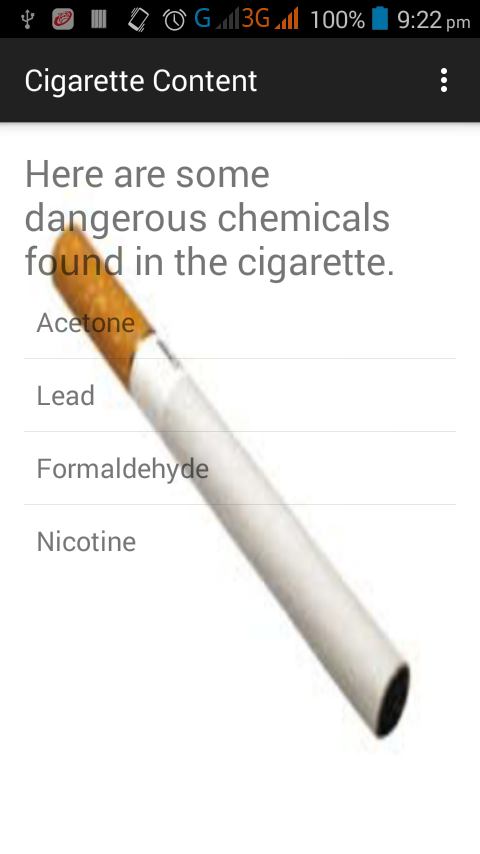 G 3G 100% 9:22 pm
Cigarette Content
Here are some
dangerous chemicals
found in the cigarette.
Acetone
Lead
Formaldehyde
Nicotine